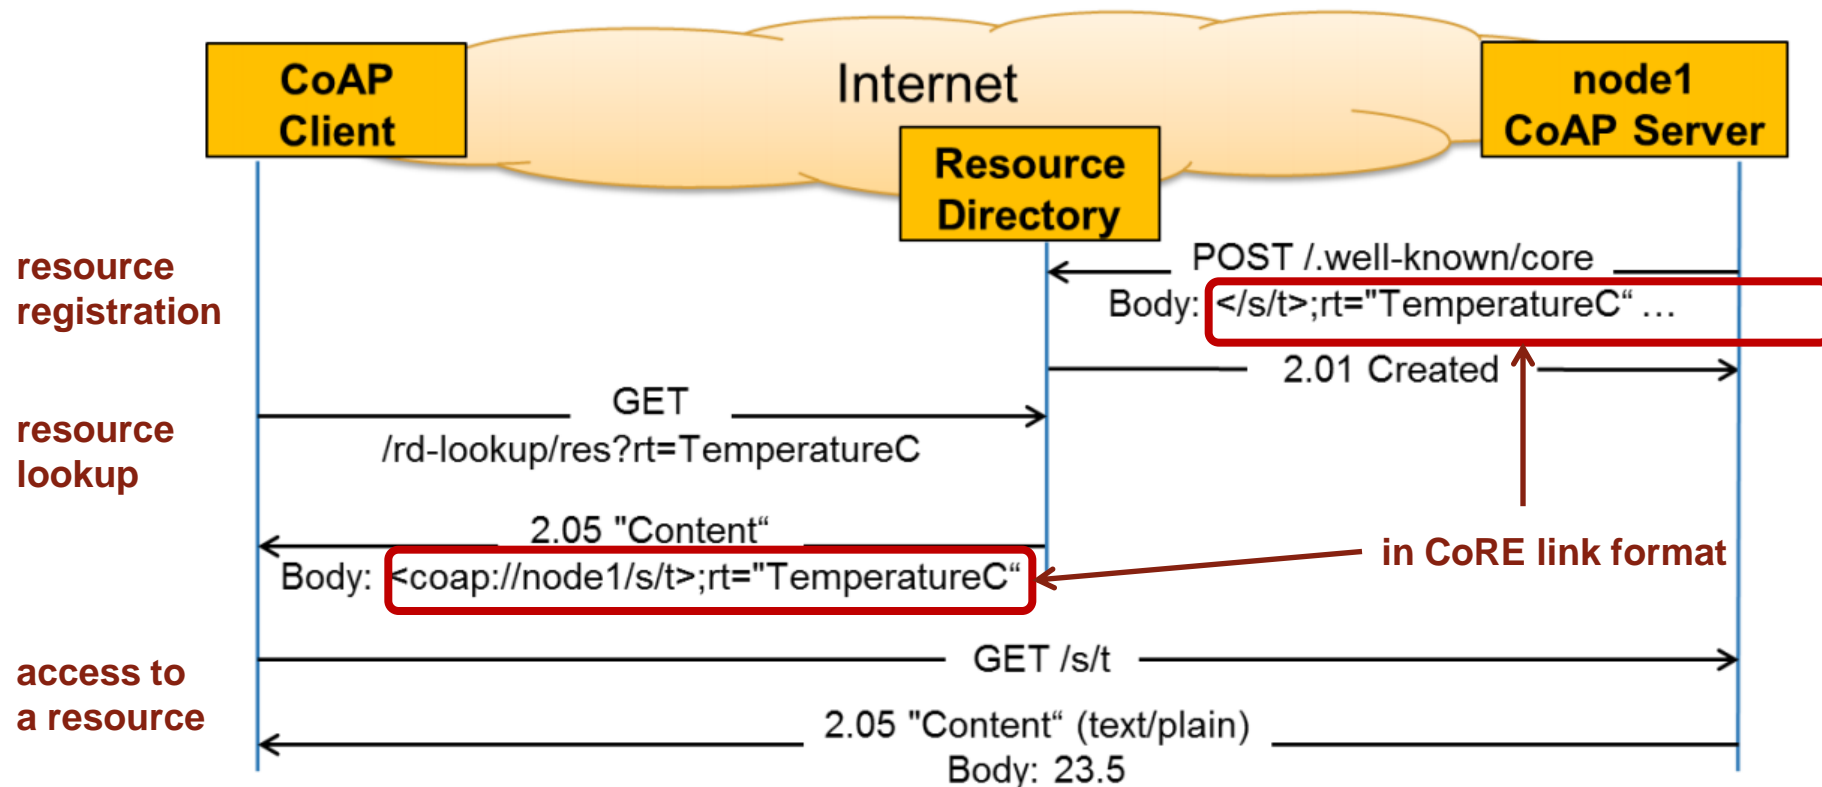 CoAP
Client
Internet
node1
CoAP Server
Resource
Directory
resource
registration
POST /.well-known/core
Body: </s/t>;rt="TemperatureC“ ...
2.01 Created
resource
lookup
GET
/rd-lookup/res?rt=TemperatureC
2.05 "Content“
Body: <coap://node1/s/t>;rt="TemperatureC“
in CoRE link format
access to
a resource
GET /s/t
2.05 "Content“ (text/plain)
Body: 23.5